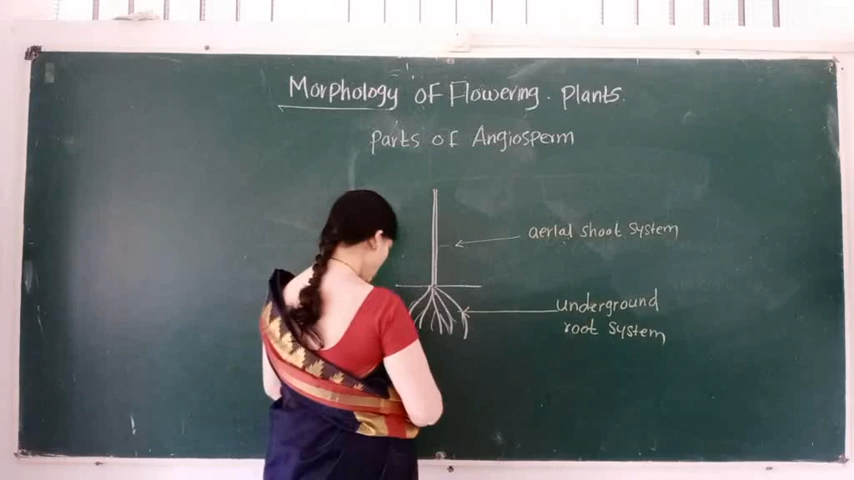 Morphology of Flowering. Plants.
Parts of Angiosperm
aerial shoot system
underground
root system